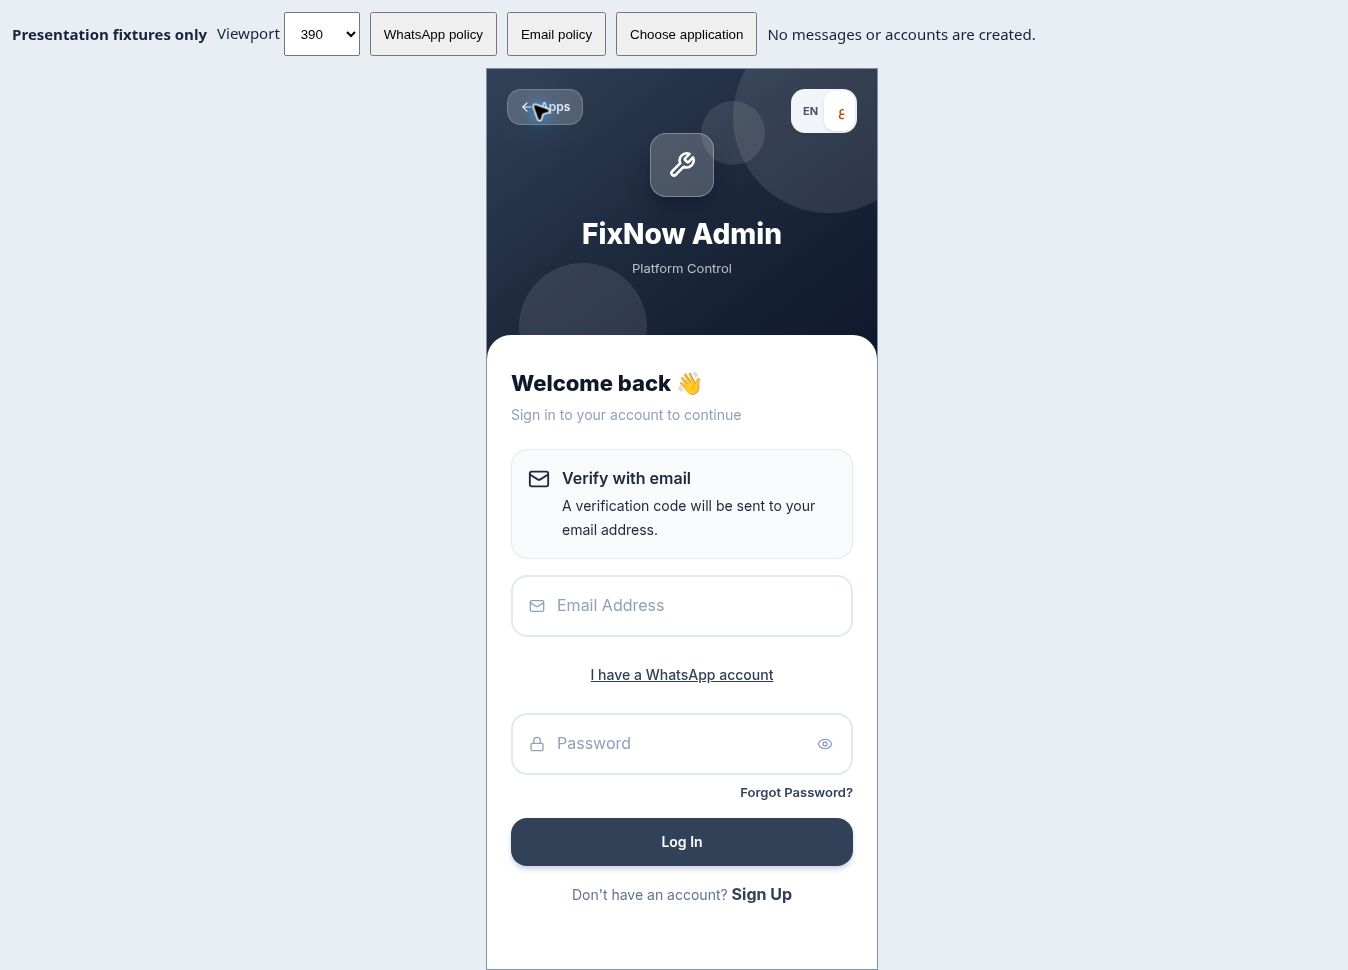 Presentation fixtures only Viewport 390 WhatsApp policy Email policy Choose application No messages or accounts are created.
Apps
EN ع
FixNow Admin
Platform Control
Welcome back 👋
Sign in to your account to continue
Verify with email
A verification code will be sent to your
email address.
Email Address
I have a WhatsApp account
Password
Forgot Password?
Log In
Don't have an account? Sign Up